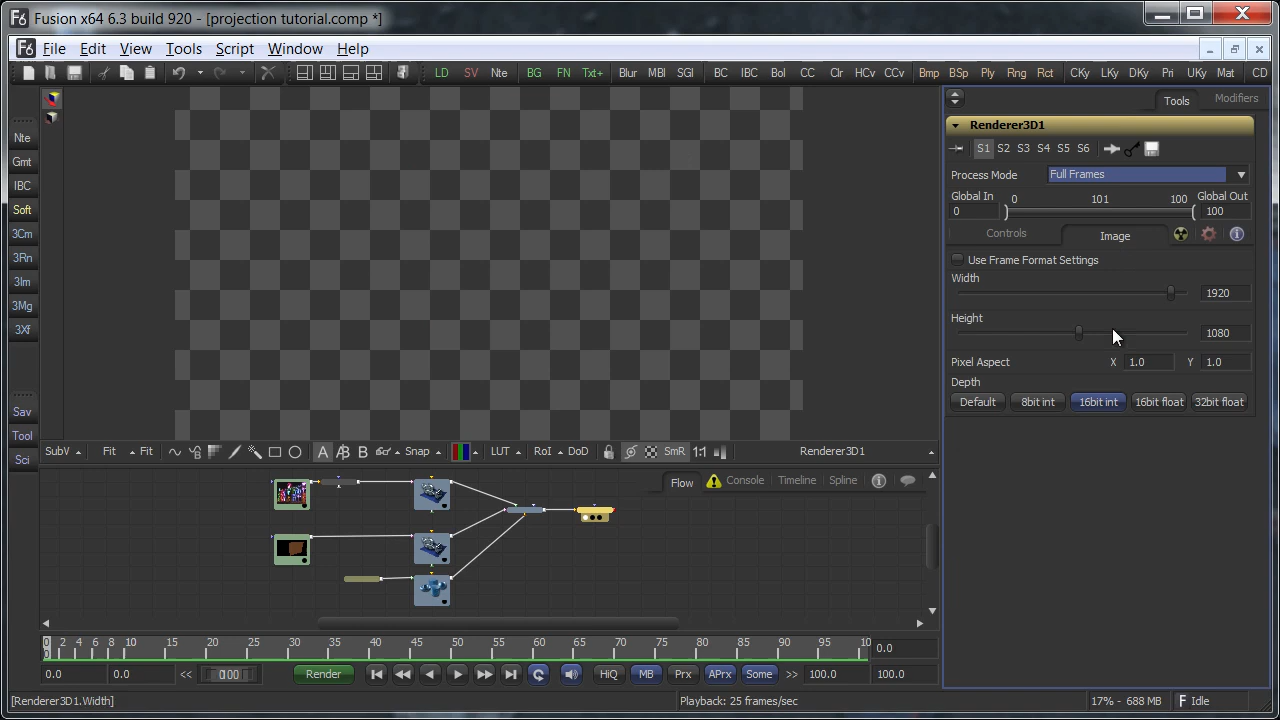 Fusion x64 6.3 build 920 - [projection tutorial.comp *]
File Edit View Tools Script Window Help
LD SV Nte BG FN Txt+ Blur MBl SGl BC IBC Bol CC Clr HCv CCv Bmp BSp Ply Rng Rct CKy LKy DKy Pri UKy Mat CD
Tools Modifiers
Renderer3D1
Nte
S1 S2 S3 S4 S5 S6
Gmt
Process Mode Full Frames
IBC
Global In 0 101 100 Global Out
Soft
0 100
3Cm
Controls Image
3Rn
Use Frame Format Settings
3Im
Width
1920
3Mg
Height
3Xf
1080
Pixel Aspect X 1.0 Y 1.0
Depth
Default 8bit int 16bit int 16bit float 32bit float
Sav
Tool
Sci
SubV Fit Fit A B Snap LUT RoI DoD SmR 1:1 Renderer3D1
Flow Console Timeline Spline
0 2 4 6 8 10 15 20 25 30 35 40 45 50 55 60 65 70 75 80 85 90 95 10
0.0
0.0 0.0 << 0.00 Render HiQ MB Prx APrx Some >> 100.0 100.0
[Renderer3D1.Width] Playback: 25 frames/sec 17% - 688 MB Idle